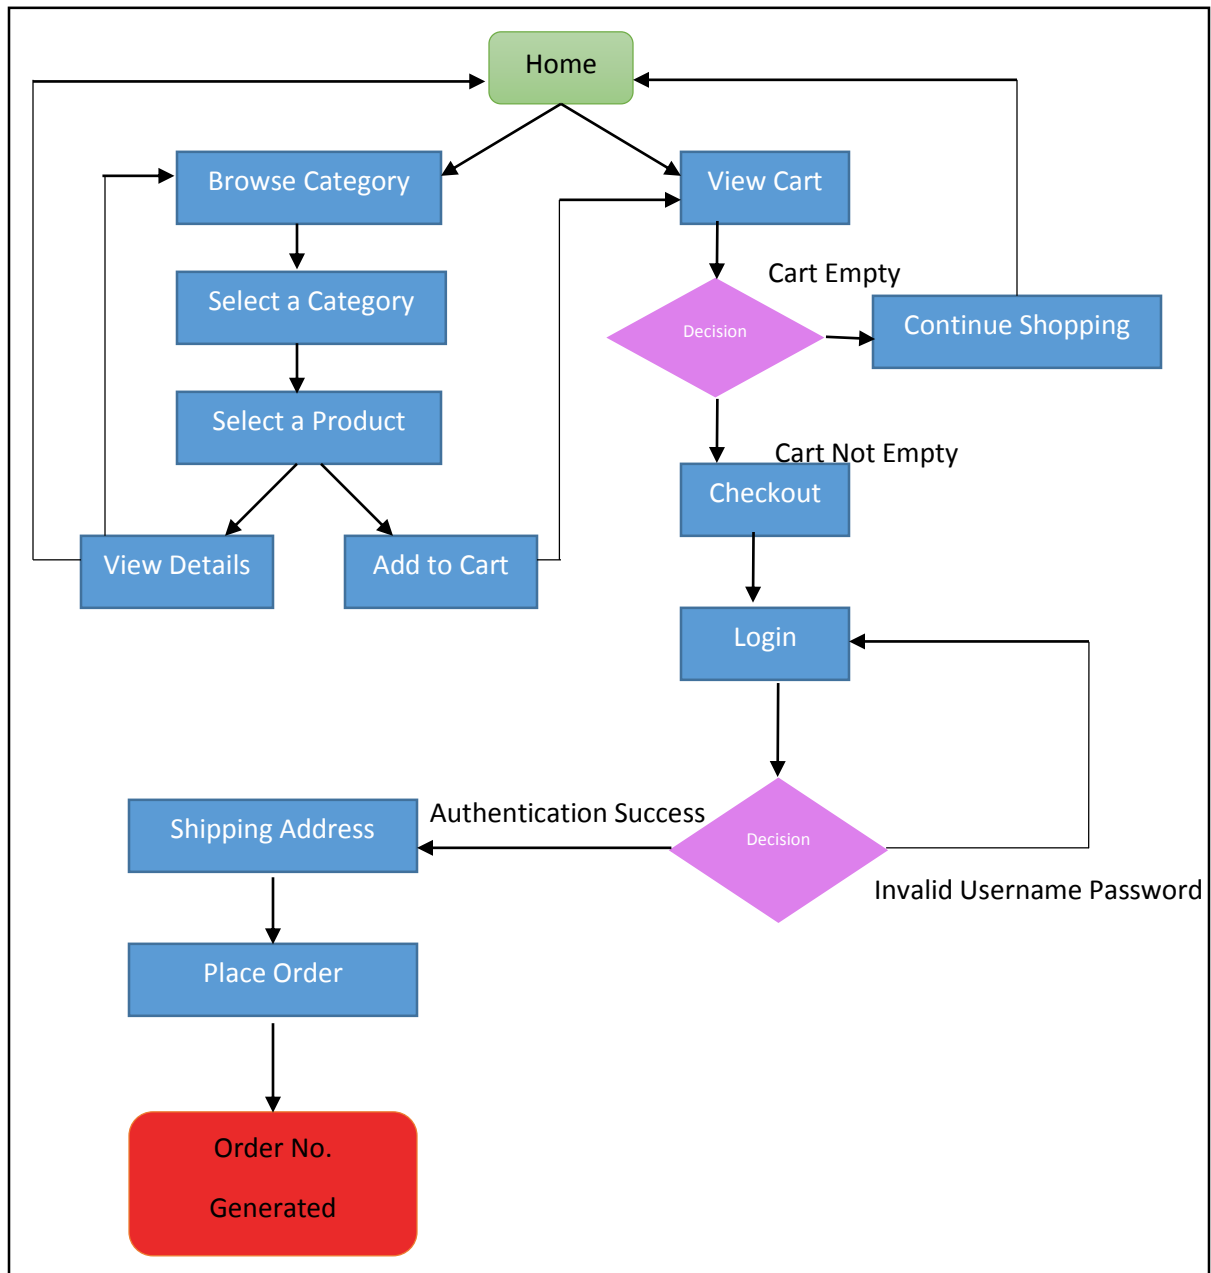 Home
Browse Category
View Cart
Cart Empty
Select a Category
Decision
Continue Shopping
Select a Product
Cart Not Empty
Checkout
View Details
Add to Cart
Login
Authentication Success
Shipping Address
Decision
Invalid Username Password
Place Order
Order No.
Generated